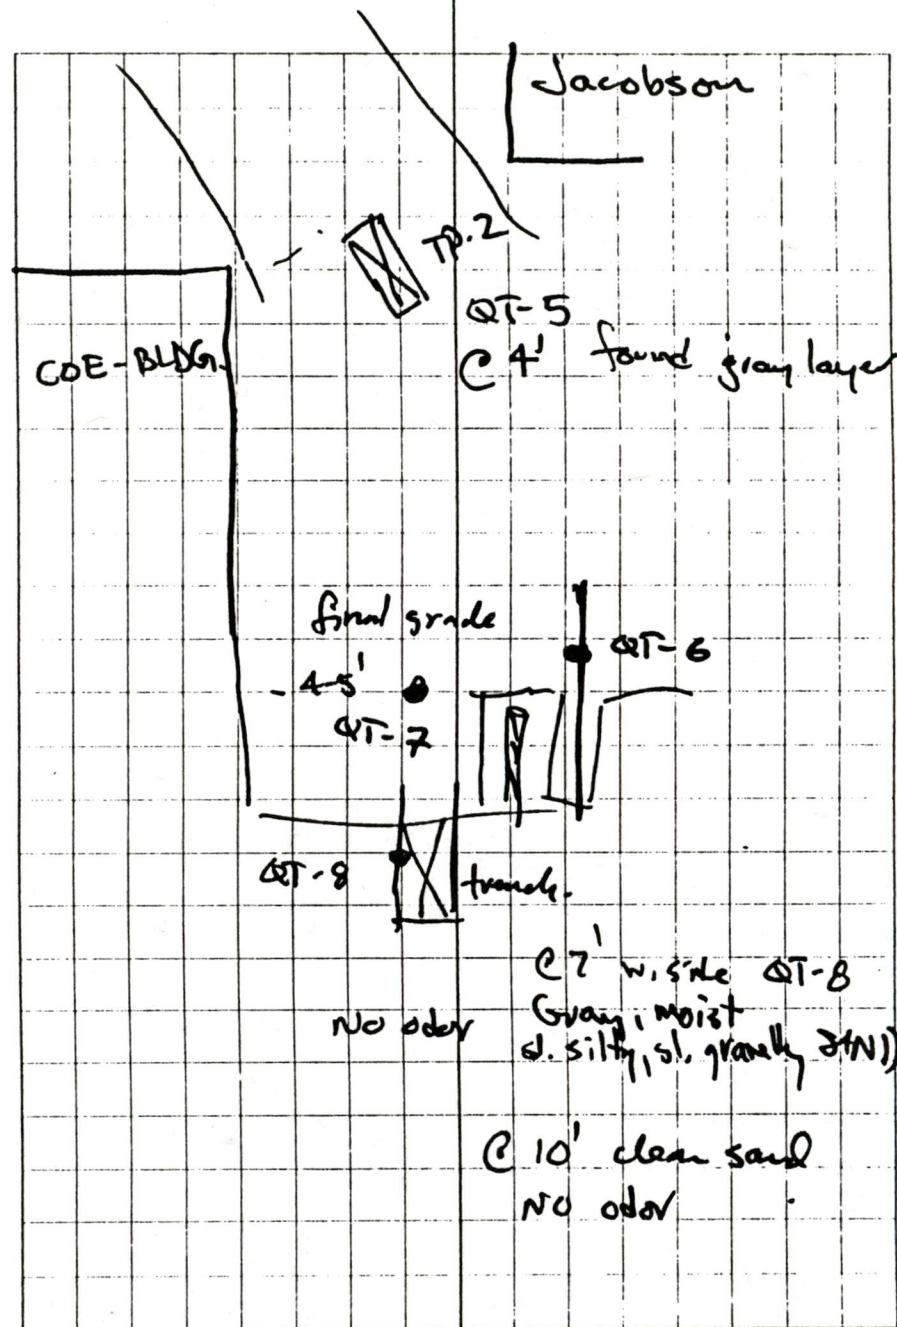 Jacobson
TP-2
QT-5
COE-BLDG.
@ 4' found gray layer
final grade
QT-6
- 4-5'
QT-7
QT-8
trench.
@ 7' w. side QT-8
No odor
Gray, moist
sl. silty, sl. gravelly
@ 10' clean sand
NO odor